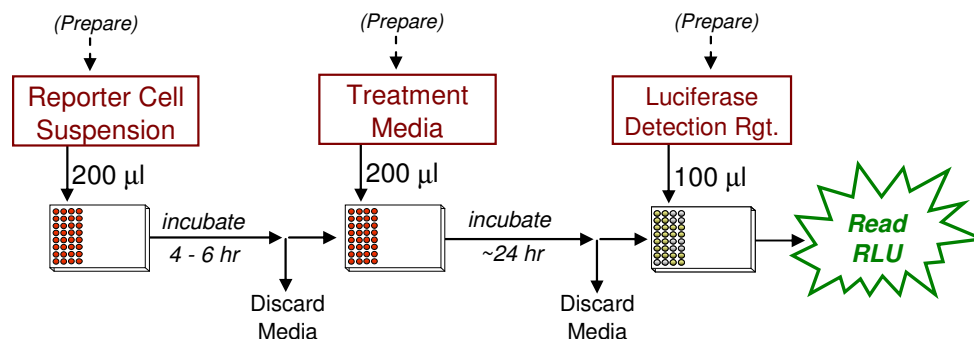 (Prepare)
(Prepare)
(Prepare)
Reporter Cell
Suspension
Treatment
Media
Luciferase
Detection Rgt.
200 µl
200 µl
100 µl
incubate
4 - 6 hr
incubate
~24 hr
Read
RLU
Discard
Media
Discard
Media